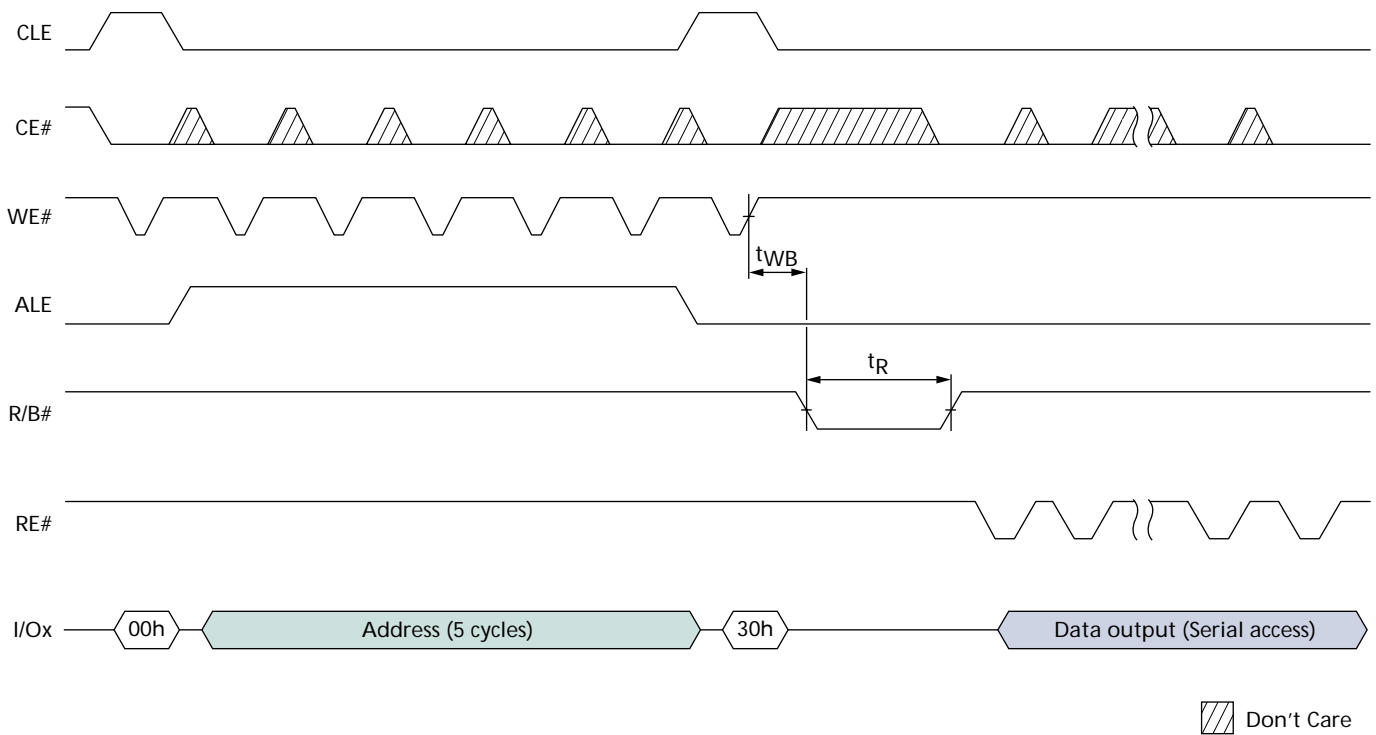 CLE
CE#
WE#
tWB
ALE
tR
R/B#
RE#
I/Ox
00h
Address (5 cycles)
30h
Data output (Serial access)
Don't Care